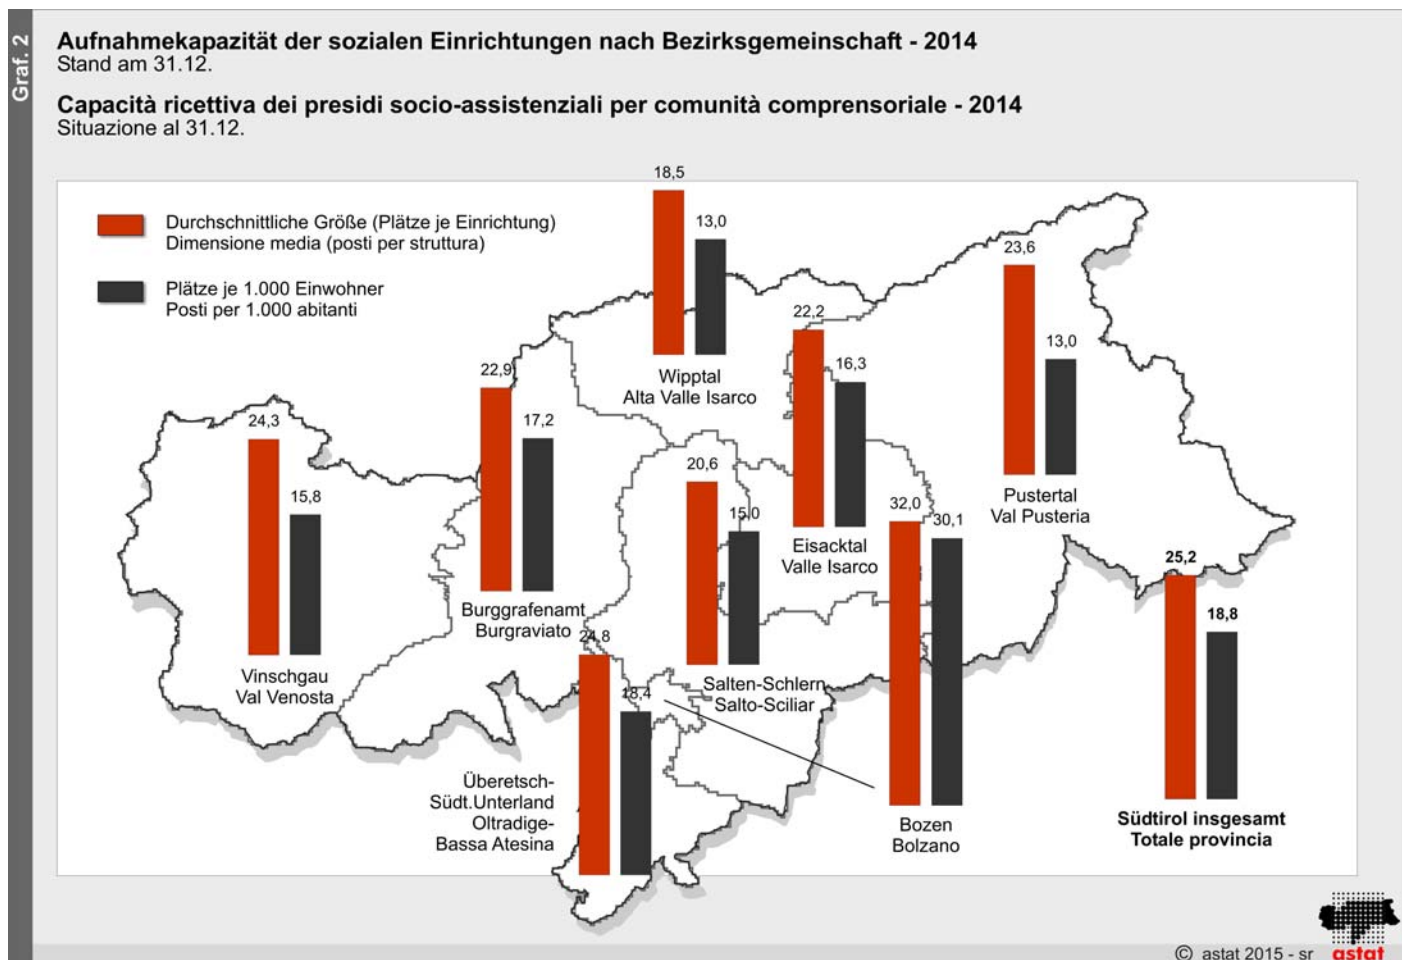 Graf. 2
Aufnahmekapazität der sozialen Einrichtungen nach Bezirksgemeinschaft - 2014
Stand am 31.12.
Capacità ricettiva dei presidi socio-assistenziali per comunità comprensoriale - 2014
Situazione al 31.12.
Durchschnittliche Größe (Plätze je Einrichtung)
Dimensione media (posti per struttura)
Plätze je 1.000 Einwohner
Posti per 1.000 abitanti
18,5
13,0
Wipptal
Alta Valle Isarco
23,6
13,0
Pustertal
Val Pusteria
22,2
16,3
Eisacktal
Valle Isarco
22,9
17,2
Burggrafenamt
Burgraviato
24,3
15,8
Vinschgau
Val Venosta
20,6
15,0
Salten-Schlern
Salto-Sciliar
32,0
30,1
Bozen
Bolzano
24,8
18,4
Überetsch-
Südt.Unterland
Oltradige-
Bassa Atesina
25,2
18,8
Südtirol insgesamt
Totale provincia
© astat 2015 - sr
astat